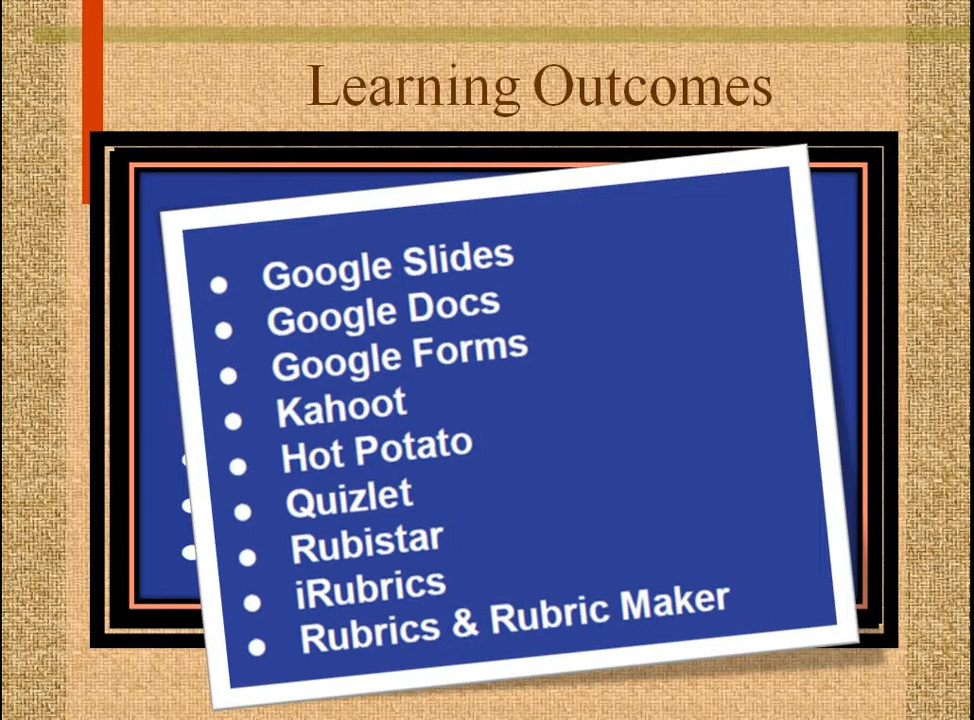 Learning Outcomes
● Google Slides
● Google Docs
● Google Forms
● Kahoot
● Hot Potato
● Quizlet
● Rubistar
● iRubrics
● Rubrics & Rubric Maker